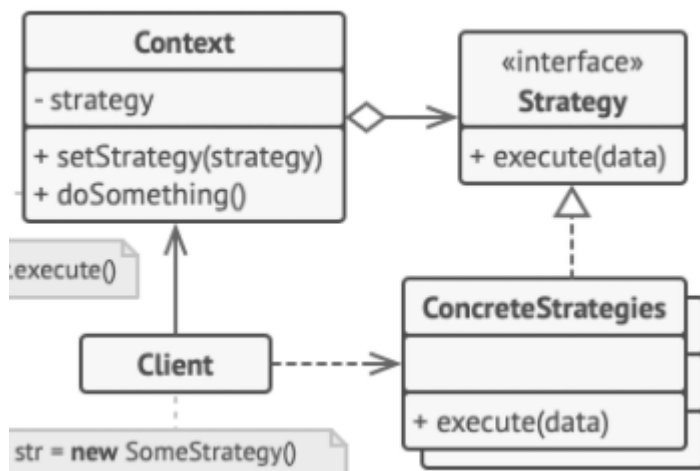 Context
- strategy
+ setStrategy(strategy)
+ doSomething()
«interface»
Strategy
+ execute(data)
.execute()
Client
ConcreteStrategies
+ execute(data)
str = new SomeStrategy()